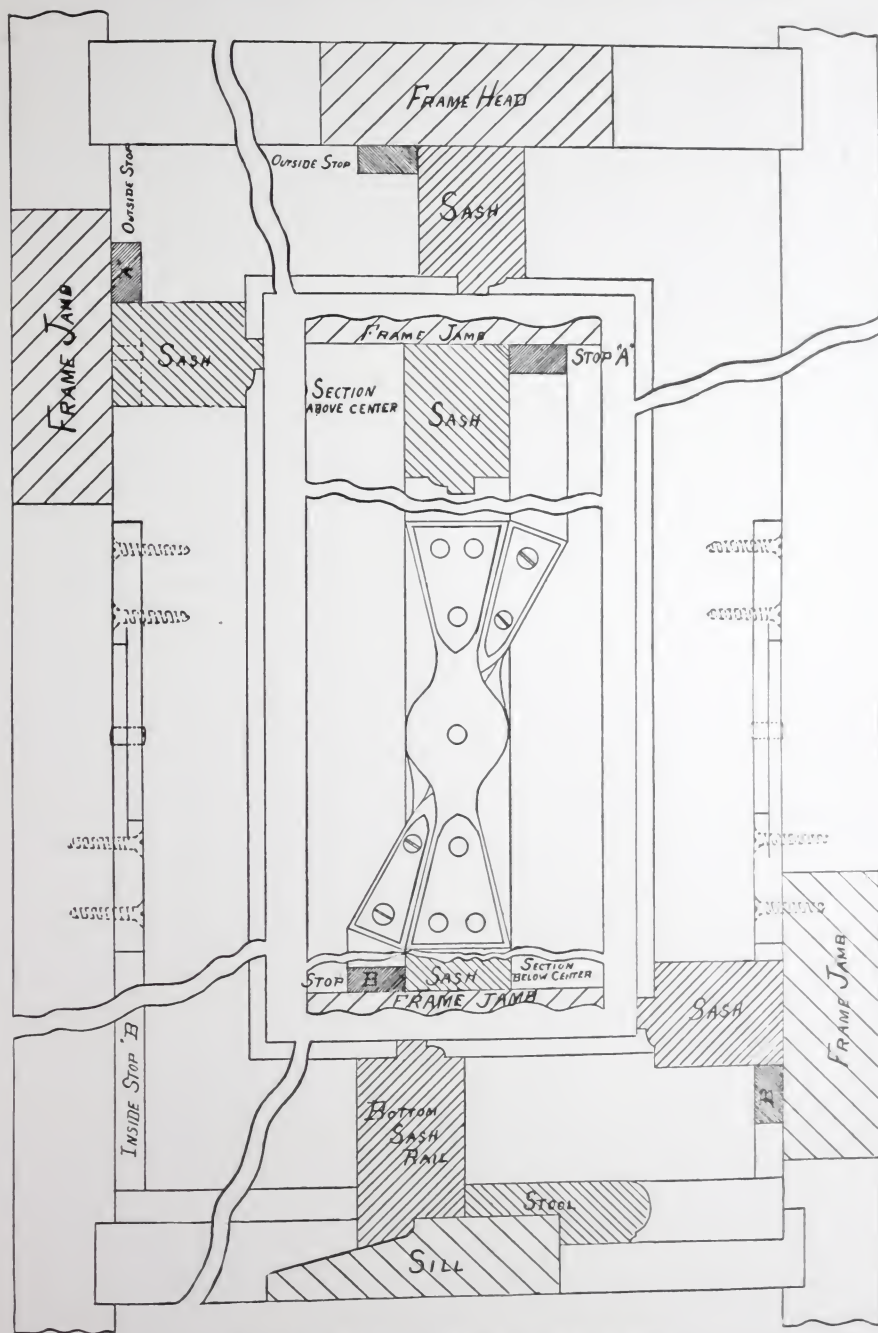 FRAME HEAD
OUTSIDE STOP
OUTSIDE STOP
SASH
"A"
FRAME JAMB
SASH
FRAME JAMB
STOP "A"
SECTION
ABOVE CENTER
SASH
STOP
B
SASH
SECTION
BELOW CENTER
FRAME JAMB
SASH
FRAME JAMB
B
INSIDE STOP "B"
BOTTOM
SASH
RAIL
STOOL
SILL